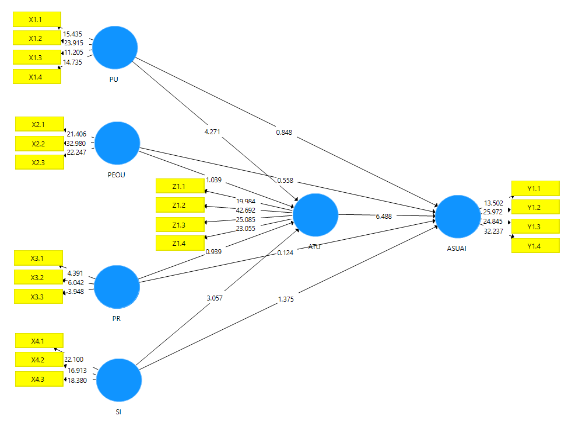 X1.1
15.435
X1.2
23.915
X1.3
11.205
14.735
X1.4
PU
4.271
0.848
X2.1
21.406
X2.2
32.980
22.247
X2.3
PEOU
1.039
0.558
Z1.1
39.984
Z1.2
42.692
Z1.3
25.085
23.055
Z1.4
ATU
6.488
Y1.1
13.502
Y1.2
25.972
24.845
Y1.3
32.237
Y1.4
ASUAI
0.939
0.124
X3.1
4.391
X3.2
6.042
3.948
X3.3
PR
3.057
1.375
X4.1
22.100
X4.2
16.913
X4.3
18.380
SI